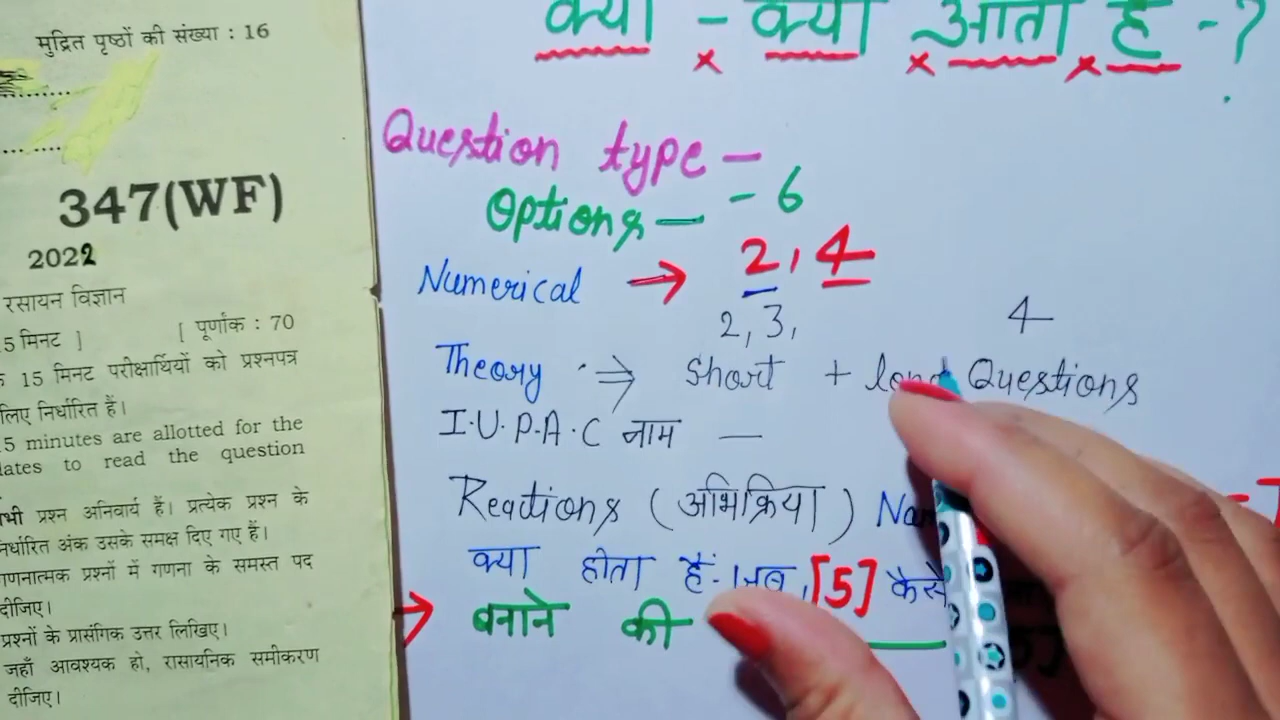 मुद्रित पृष्ठों की संख्या : 16
347(WF)
2022
रसायन विज्ञान
5 मिनट ] [ पूर्णांक : 70
15 मिनट परीक्षार्थियों को प्रश्नपत्र
लिए निर्धारित हैं।
5 minutes are allotted for the
to read the question
प्रश्न अनिवार्य हैं। प्रत्येक प्रश्न के
निर्धारित अंक उसके समक्ष दिए गए हैं।
प्रश्नों में गणना के समस्त पद
दीजिए।
प्रश्नों के प्रासंगिक उत्तर लिखिए।
जहाँ आवश्यक हो, रासायनिक समीकरण
दीजिए।
क्या - क्या आता है - ?
Question type -
Options - - 6
Numerical → 2, 4
2, 3,
4
Theory ⇒ Short + Questions
I.U.P.A.C नाम -
Reactions (अभिक्रिया)
क्या होता है- जब, [5] कैसे
→ बनाने की